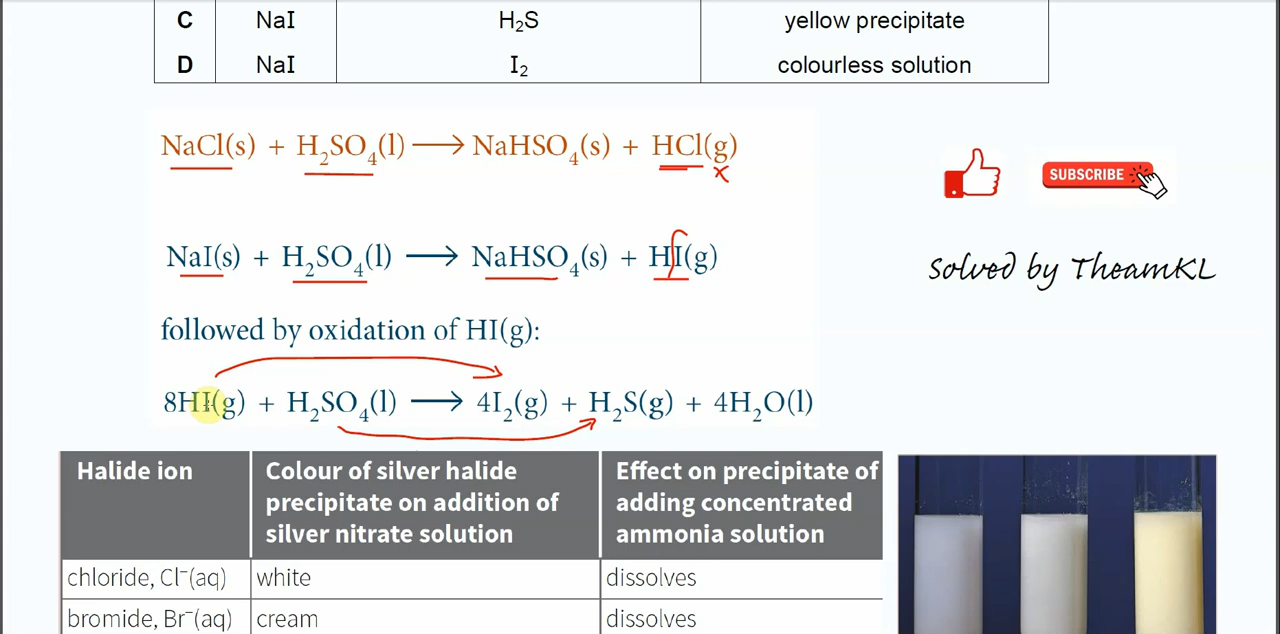 C NaI H₂S yellow precipitate
D NaI I₂ colourless solution
NaCl(s) + H₂SO₄(l) ⟶ NaHSO₄(s) + HCl(g)
x
SUBSCRIBE
NaI(s) + H₂SO₄(l) ⟶ NaHSO₄(s) + HI(g)
Solved by TheamKL
followed by oxidation of HI(g):
8HI(g) + H₂SO₄(l) ⟶ 4I₂(g) + H₂S(g) + 4H₂O(l)
Halide ion
Colour of silver halide
precipitate on addition of
silver nitrate solution
Effect on precipitate of
adding concentrated
ammonia solution
chloride, Cl⁻(aq) white dissolves
bromide, Br⁻(aq) cream dissolves